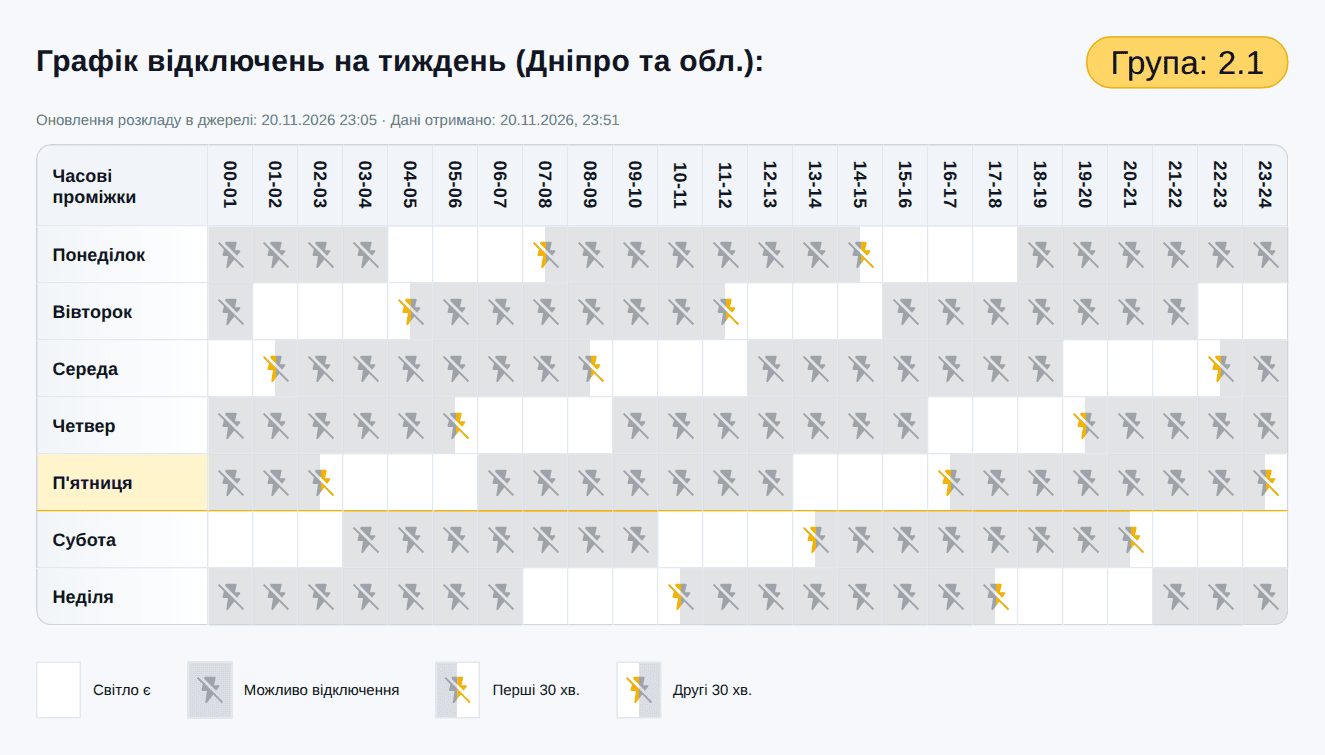 Графік відключень на тиждень (Дніпро та обл.):
Група: 2.1
Оновлення розкладу в джерелі: 20.11.2026 23:05 · Дані отримано: 20.11.2026, 23:51
Часові
проміжки
00-01
01-02
02-03
03-04
04-05
05-06
06-07
07-08
08-09
09-10
10-11
11-12
12-13
13-14
14-15
15-16
16-17
17-18
18-19
19-20
20-21
21-22
22-23
23-24
Понеділок
Вівторок
Середа
Четвер
П'ятниця
Субота
Неділя
Світло є
Можливо відключення
Перші 30 хв.
Другі 30 хв.